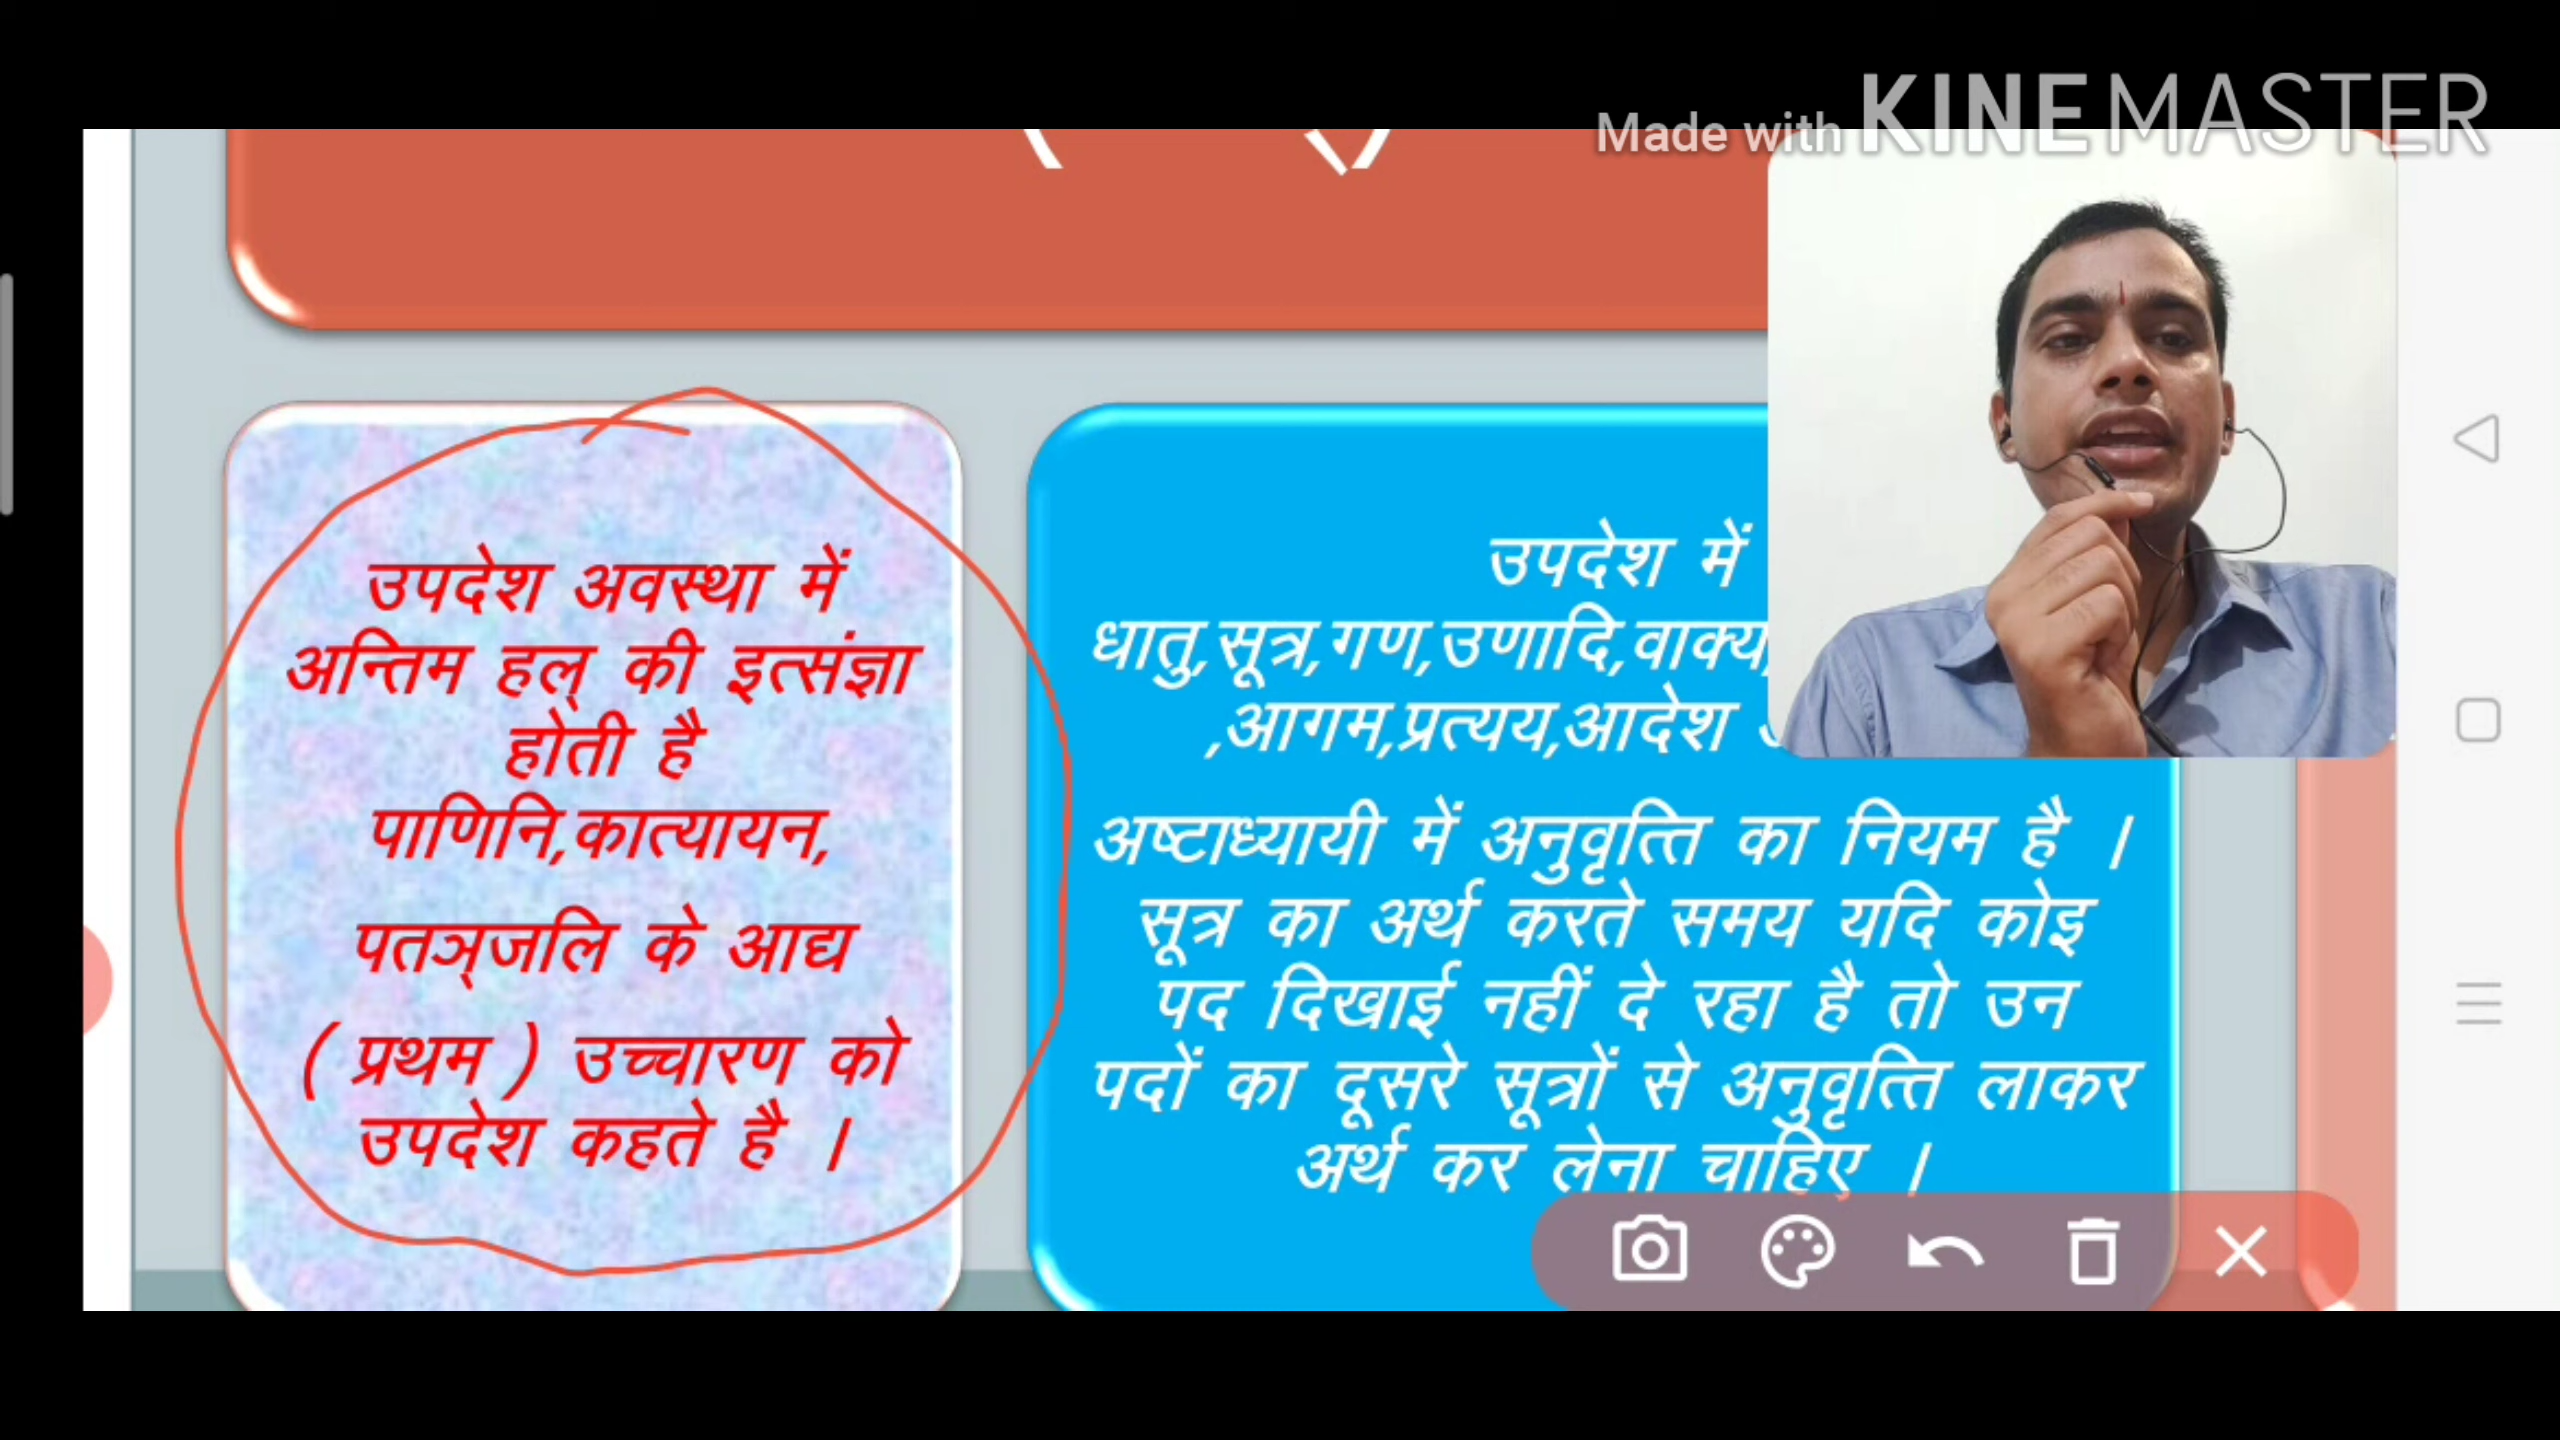 Made with KINEMASTER
उपदेश अवस्था में
अन्तिम हल् की इत्संज्ञा
होती है
पाणिनि,कात्यायन,
पतञ्जलि के आद्य
( प्रथम ) उच्चारण को
उपदेश कहते है ।
उपदेश में
धातु,सूत्र,गण,उणादि,वाक्य,
,आगम,प्रत्यय,आदेश
अष्टाध्यायी में अनुवृत्ति का नियम है ।
सूत्र का अर्थ करते समय यदि कोइ
पद दिखाई नहीं दे रहा है तो उन
पदों का दूसरे सूत्रों से अनुवृत्ति लाकर
अर्थ कर लेना चाहिए ।